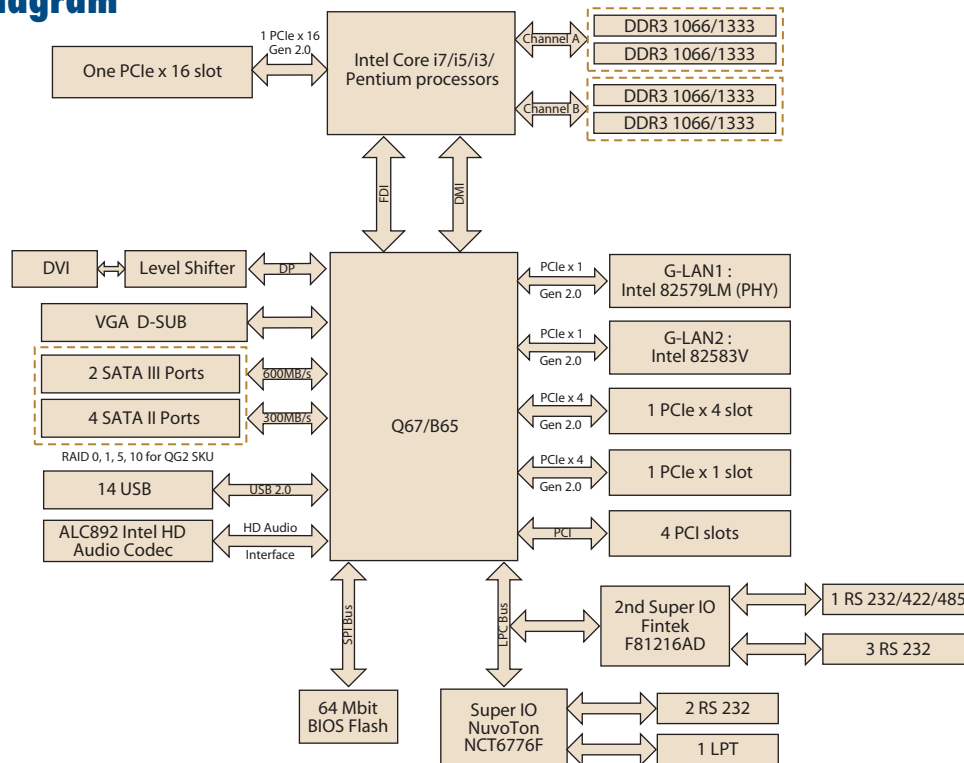 1 PCIe x 16
Gen 2.0
One PCIe x 16 slot
Intel Core i7/i5/i3/
Pentium processors
Channel A
DDR3 1066/1333
DDR3 1066/1333
Channel B
DDR3 1066/1333
DDR3 1066/1333
FDI
DMI
DVI
Level Shifter
DP
VGA D-SUB
2 SATA III Ports
600MB/s
4 SATA II Ports
300MB/s
RAID 0, 1, 5, 10 for QG2 SKU
14 USB
USB 2.0
ALC892 Intel HD
Audio Codec
HD Audio
Interface
Q67/B65
PCIe x 1
Gen 2.0
G-LAN1 :
Intel 82579LM (PHY)
PCIe x 1
Gen 2.0
G-LAN2 :
Intel 82583V
PCIe x 4
Gen 2.0
1 PCIe x 4 slot
PCIe x 4
Gen 2.0
1 PCIe x 1 slot
PCI
4 PCI slots
SPI Bus
LPC Bus
2nd Super IO
Fintek
F81216AD
1 RS 232/422/485
3 RS 232
64 Mbit
BIOS Flash
Super IO
NuvoTon
NCT6776F
2 RS 232
1 LPT